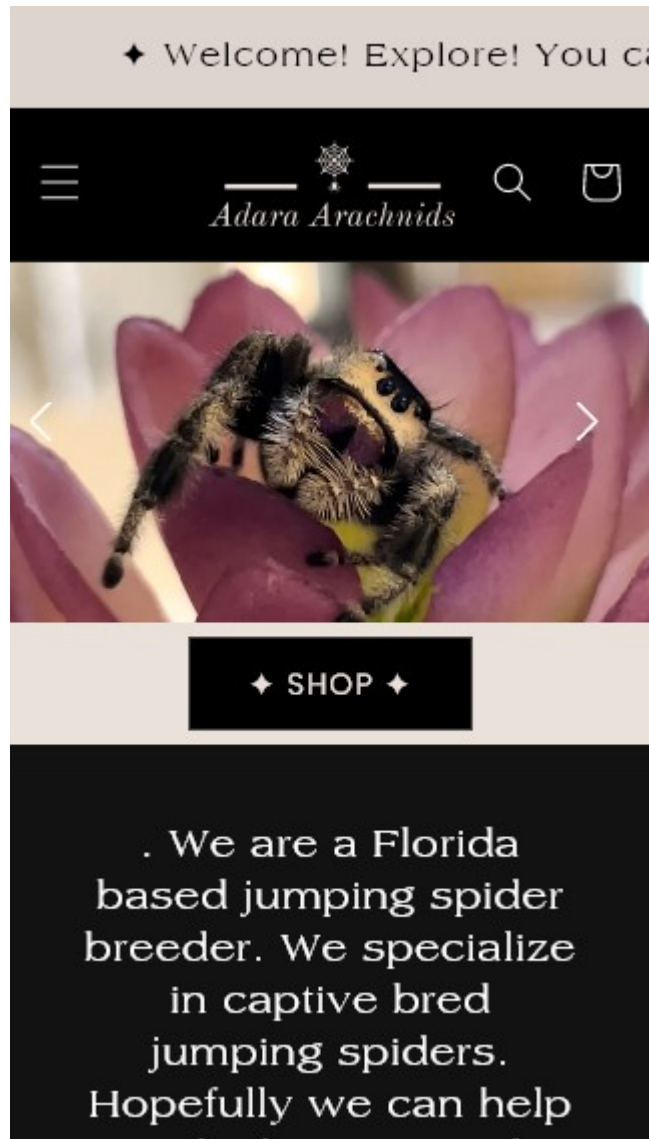 ✦ Welcome! Explore! You
Adara Arachnids
✦ SHOP ✦
. We are a Florida
based jumping spider
breeder. We specialize
in captive bred
jumping spiders.
Hopefully we can help